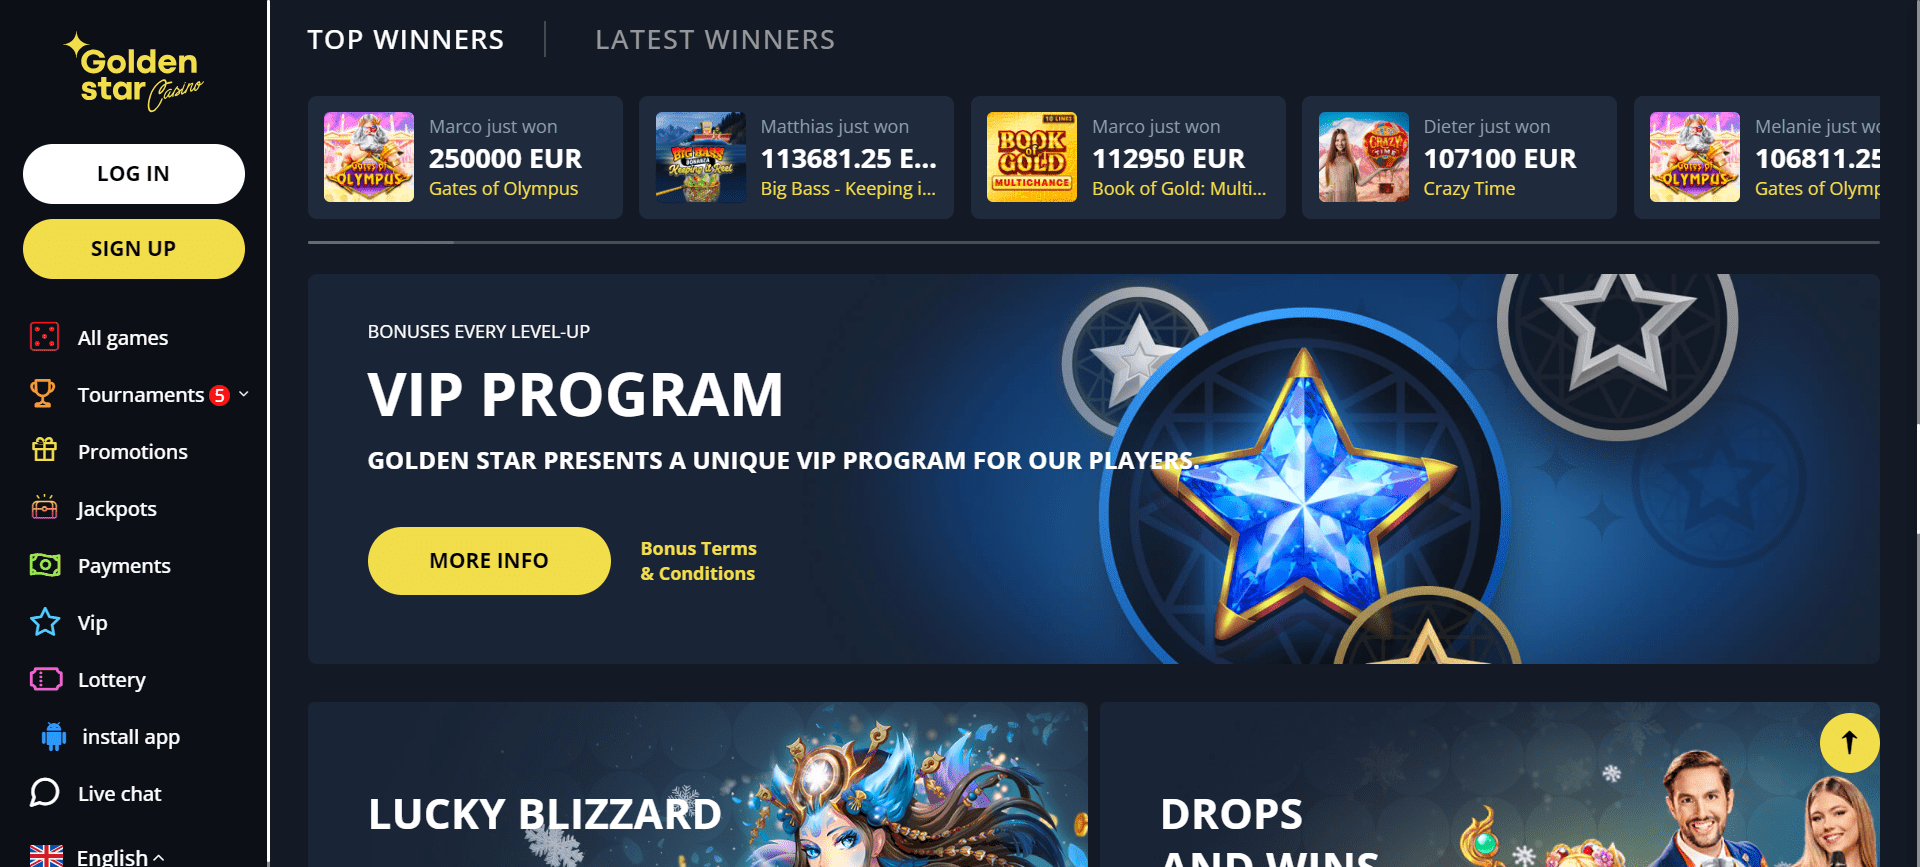 Golden
star Casino
LOG IN
SIGN UP
All games
Tournaments 5
Promotions
Jackpots
Payments
Vip
Lottery
install app
Live chat
English
TOP WINNERS
LATEST WINNERS
GATES of OLYMPUS
Marco just won
250000 EUR
Gates of Olympus
BIG BASS
BONANZA
Keeping it Reel
Matthias just won
113681.25 E...
Big Bass - Keeping i...
10 LINES
BOOK
of
GOLD
MULTICHANCE
Marco just won
112950 EUR
Book of Gold: Multi...
CRAZY
TIME
Dieter just won
107100 EUR
Crazy Time
GATES of OLYMPUS
Melanie just wo
106811.25
Gates of Olymp
BONUSES EVERY LEVEL-UP
VIP PROGRAM
GOLDEN STAR PRESENTS A UNIQUE VIP PROGRAM FOR OUR PLAYERS.
MORE INFO
Bonus Terms
& Conditions
LUCKY BLIZZARD
DROPS
AND WINS